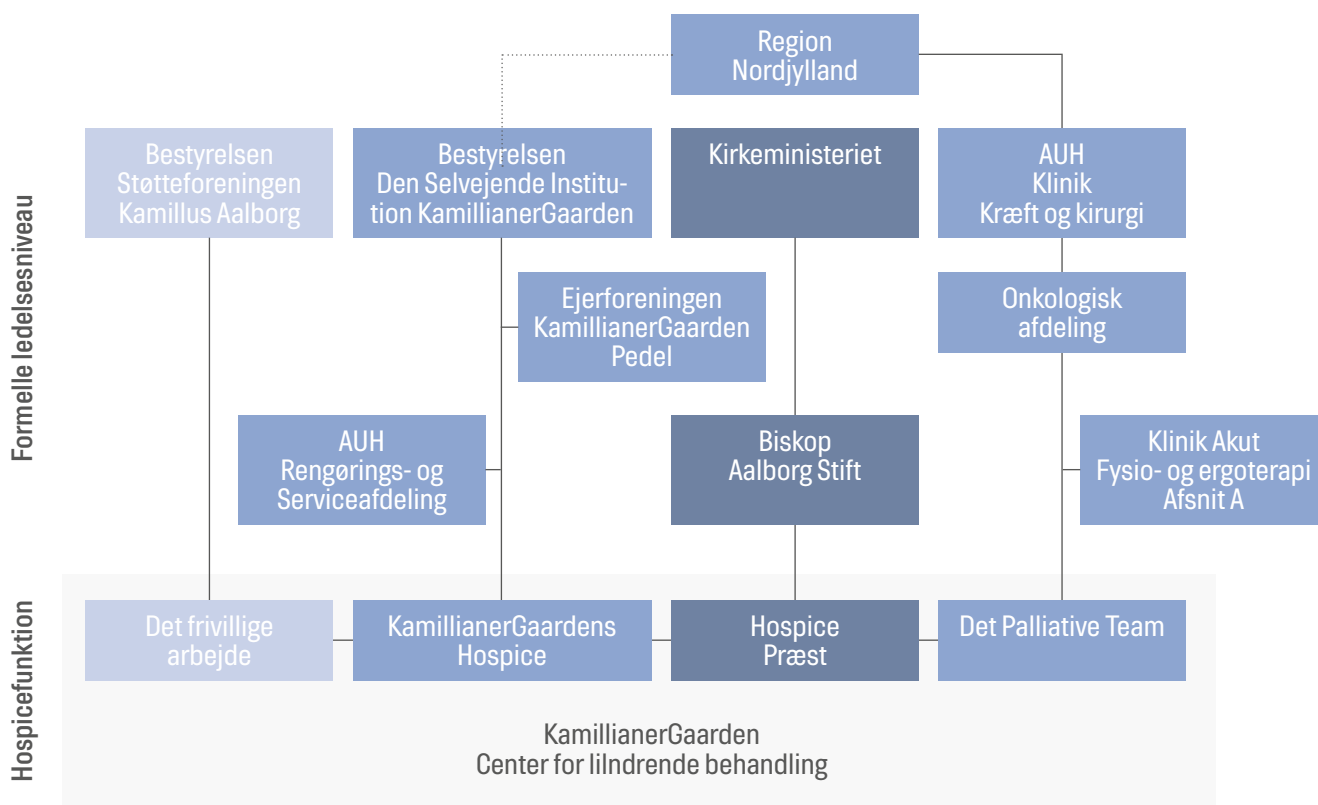 Region
Nordjylland
Formelle ledelsesniveau
Bestyrelsen
Støtteforeningen
Kamillus Aalborg
Bestyrelsen
Den Selvejende Institu-
tion KamillianerGaarden
Kirkeministeriet
AUH
Klinik
Kræft og kirurgi
Ejerforeningen
KamillianerGaarden
Pedel
Onkologisk
afdeling
AUH
Rengørings- og
Serviceafdeling
Biskop
Aalborg Stift
Klinik Akut
Fysio- og ergoterapi
Afsnit A
Hospicefunktion
Det frivillige
arbejde
KamillianerGaardens
Hospice
Hospice
Præst
Det Palliative Team
KamillianerGaarden
Center for lilndrende behandling